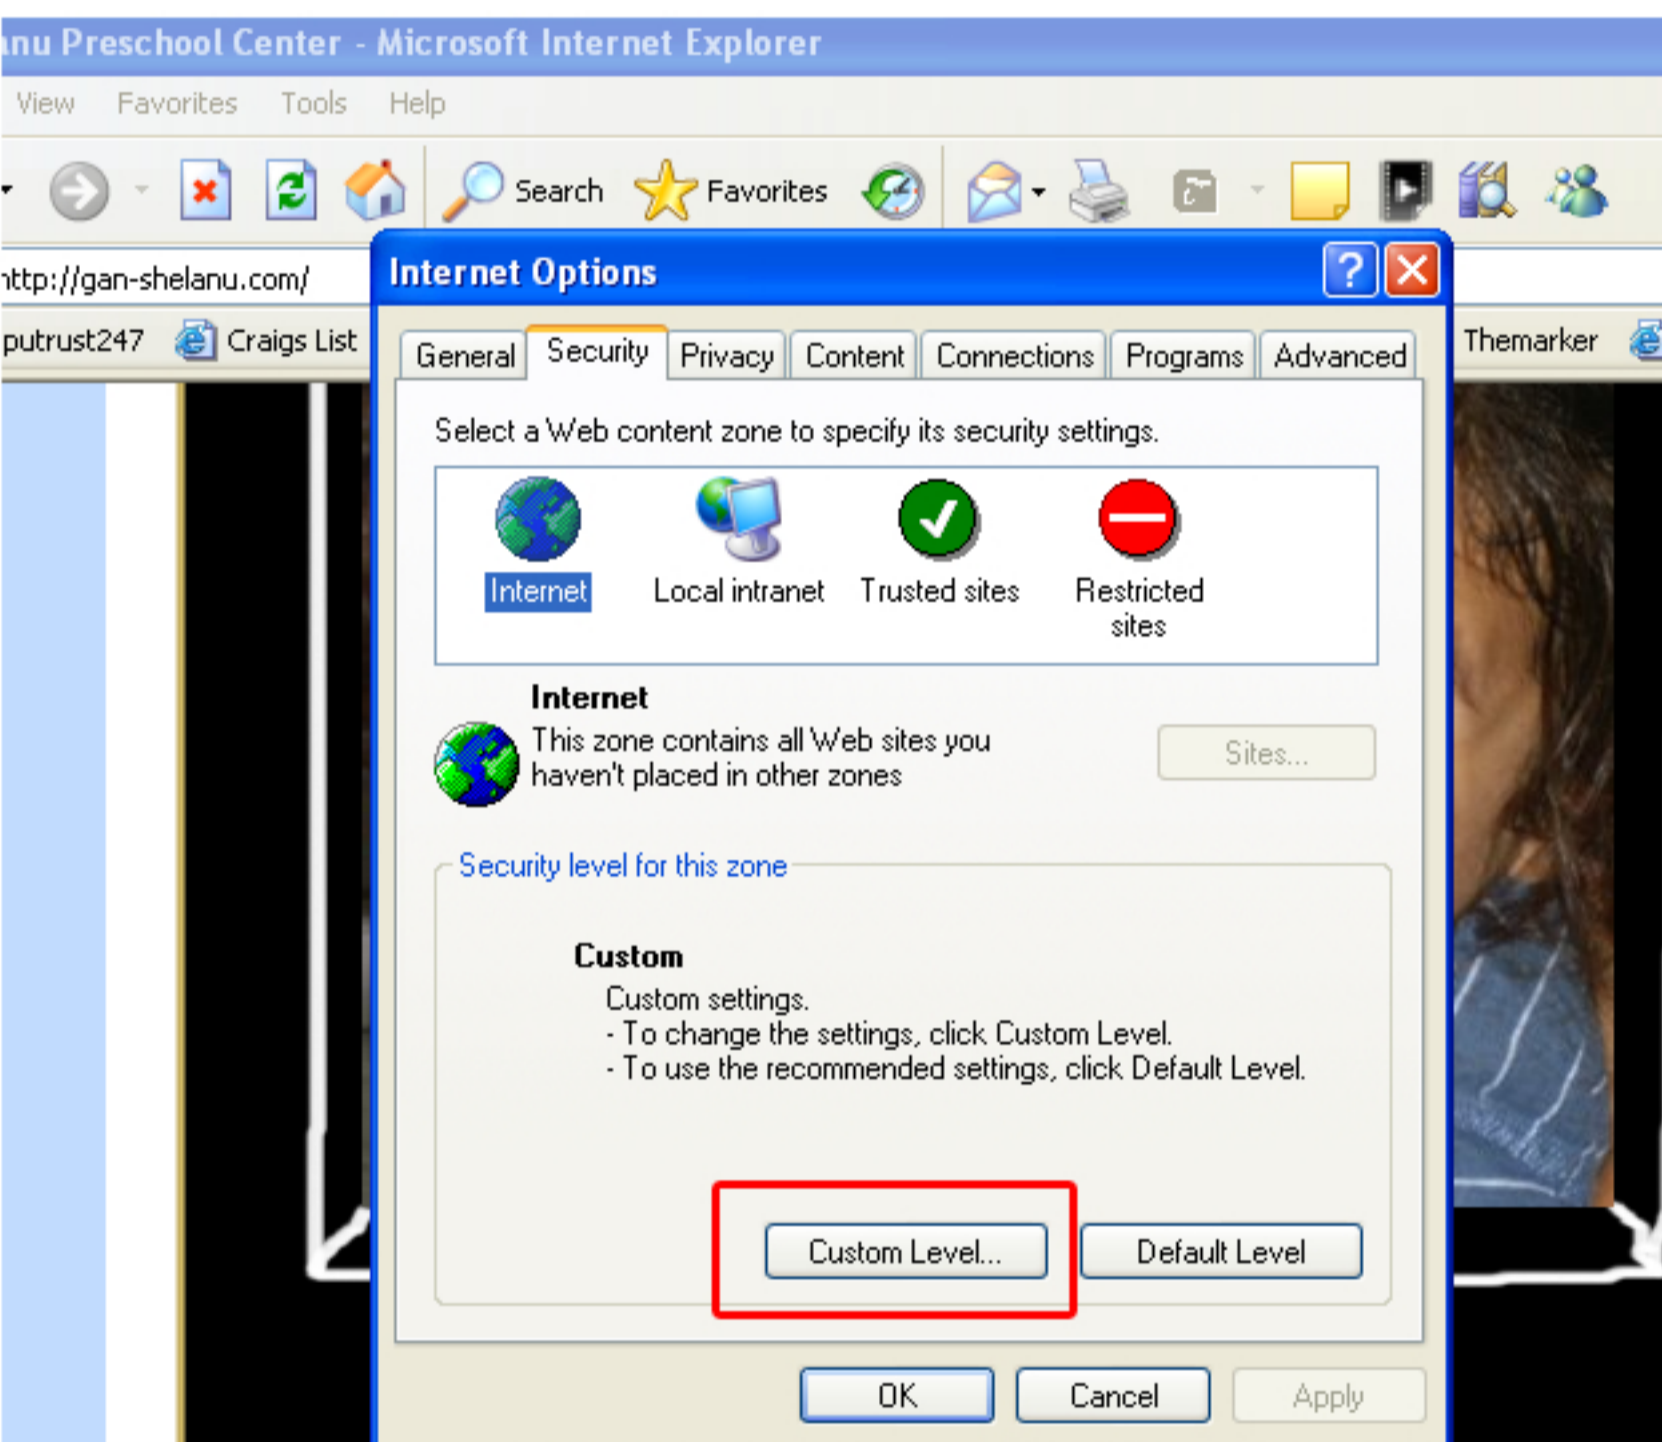 Preschool Center - Microsoft Internet Explorer
View Favorites Tools Help
Search Favorites
http://gan-shelanu.com/
putrust247 Craigs List Themarker
Internet Options
General Security Privacy Content Connections Programs Advanced
Select a Web content zone to specify its security settings.
Internet Local intranet Trusted sites Restricted sites
Internet
This zone contains all Web sites you
haven't placed in other zones
Sites...
Security level for this zone
Custom
Custom settings.
- To change the settings, click Custom Level.
- To use the recommended settings, click Default Level.
Custom Level... Default Level
OK Cancel Apply